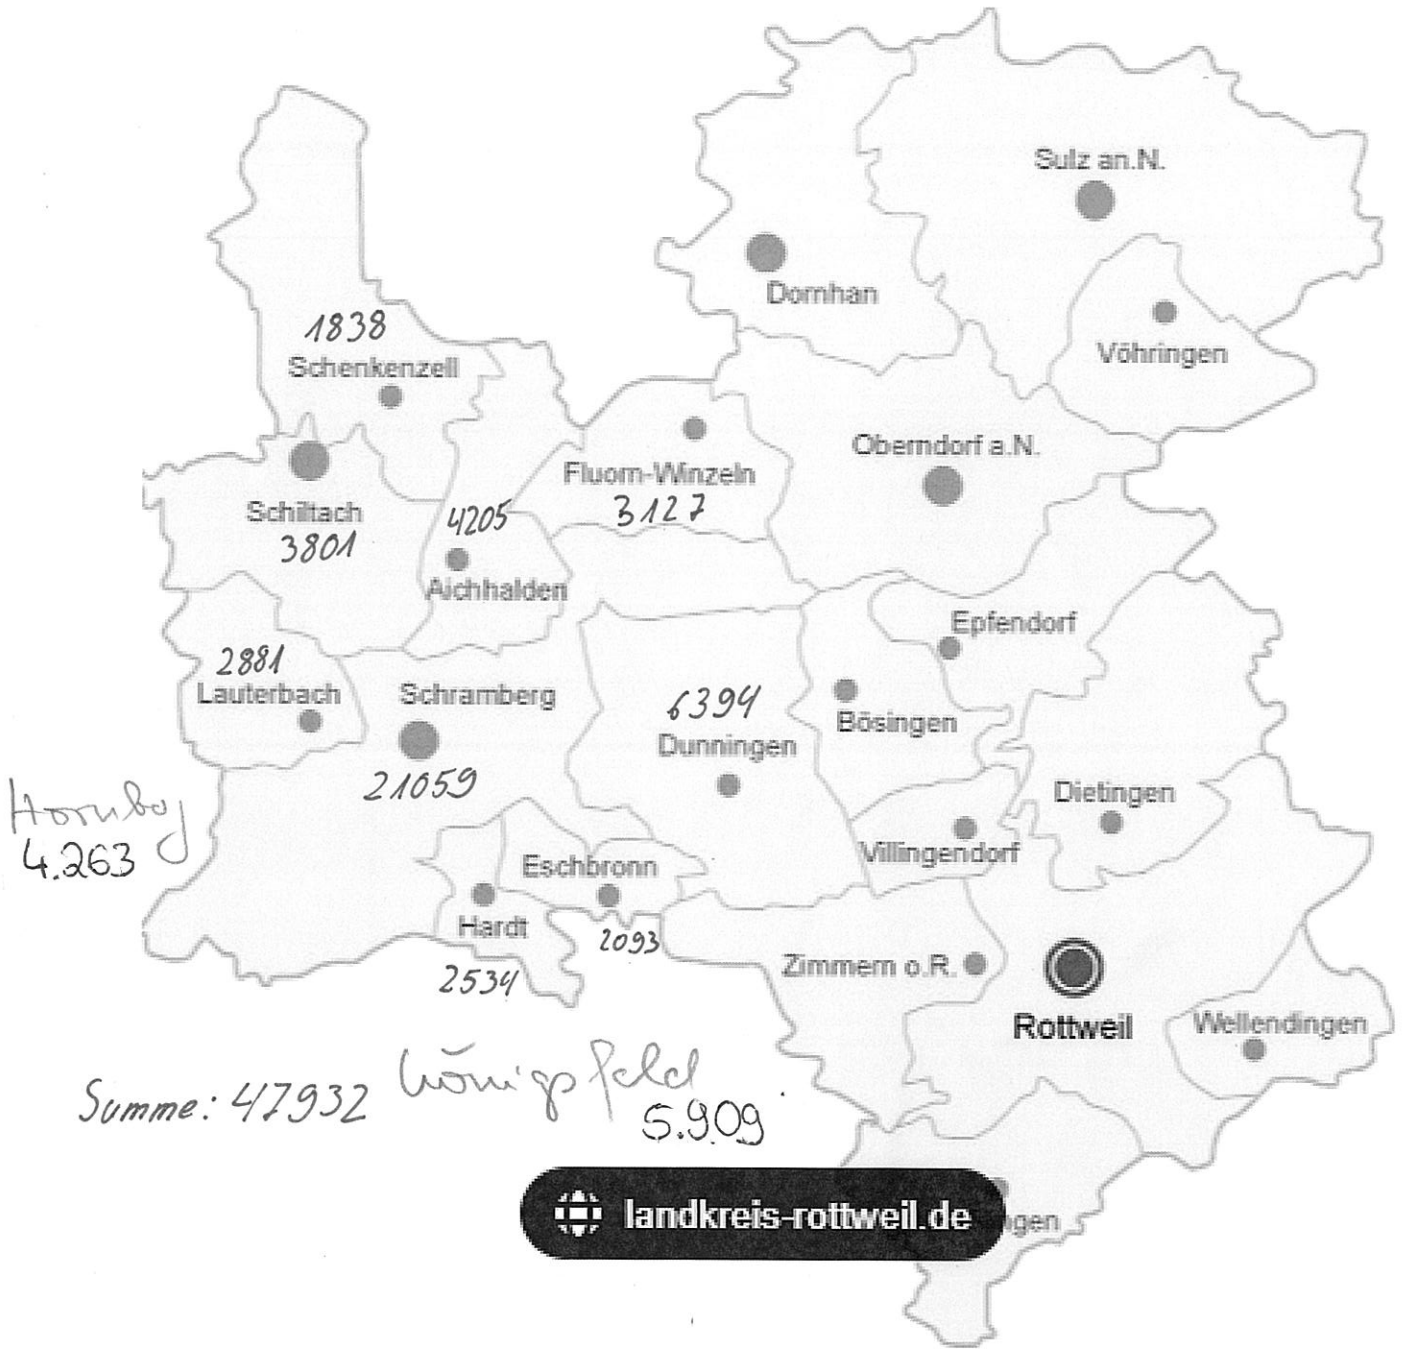 Sulz an.N.
Dornhan
1838
Schenkenzell
Vöhringen
Oberndorf a.N.
Fluorn-Winzeln
3127
Schiltach
3801
4205
Aichhalden
Epfendorf
2881
Lauterbach
Schramberg
21059
6394
Dunningen
Bösingen
Dietingen
Hornberg
4.263
Villingendorf
Eschbronn
2093
Hardt
2534
Zimmern o.R.
Rottweil
Wellendingen
Summe: 47932
Königsfeld
5.909
landkreis-rottweil.de
ngen